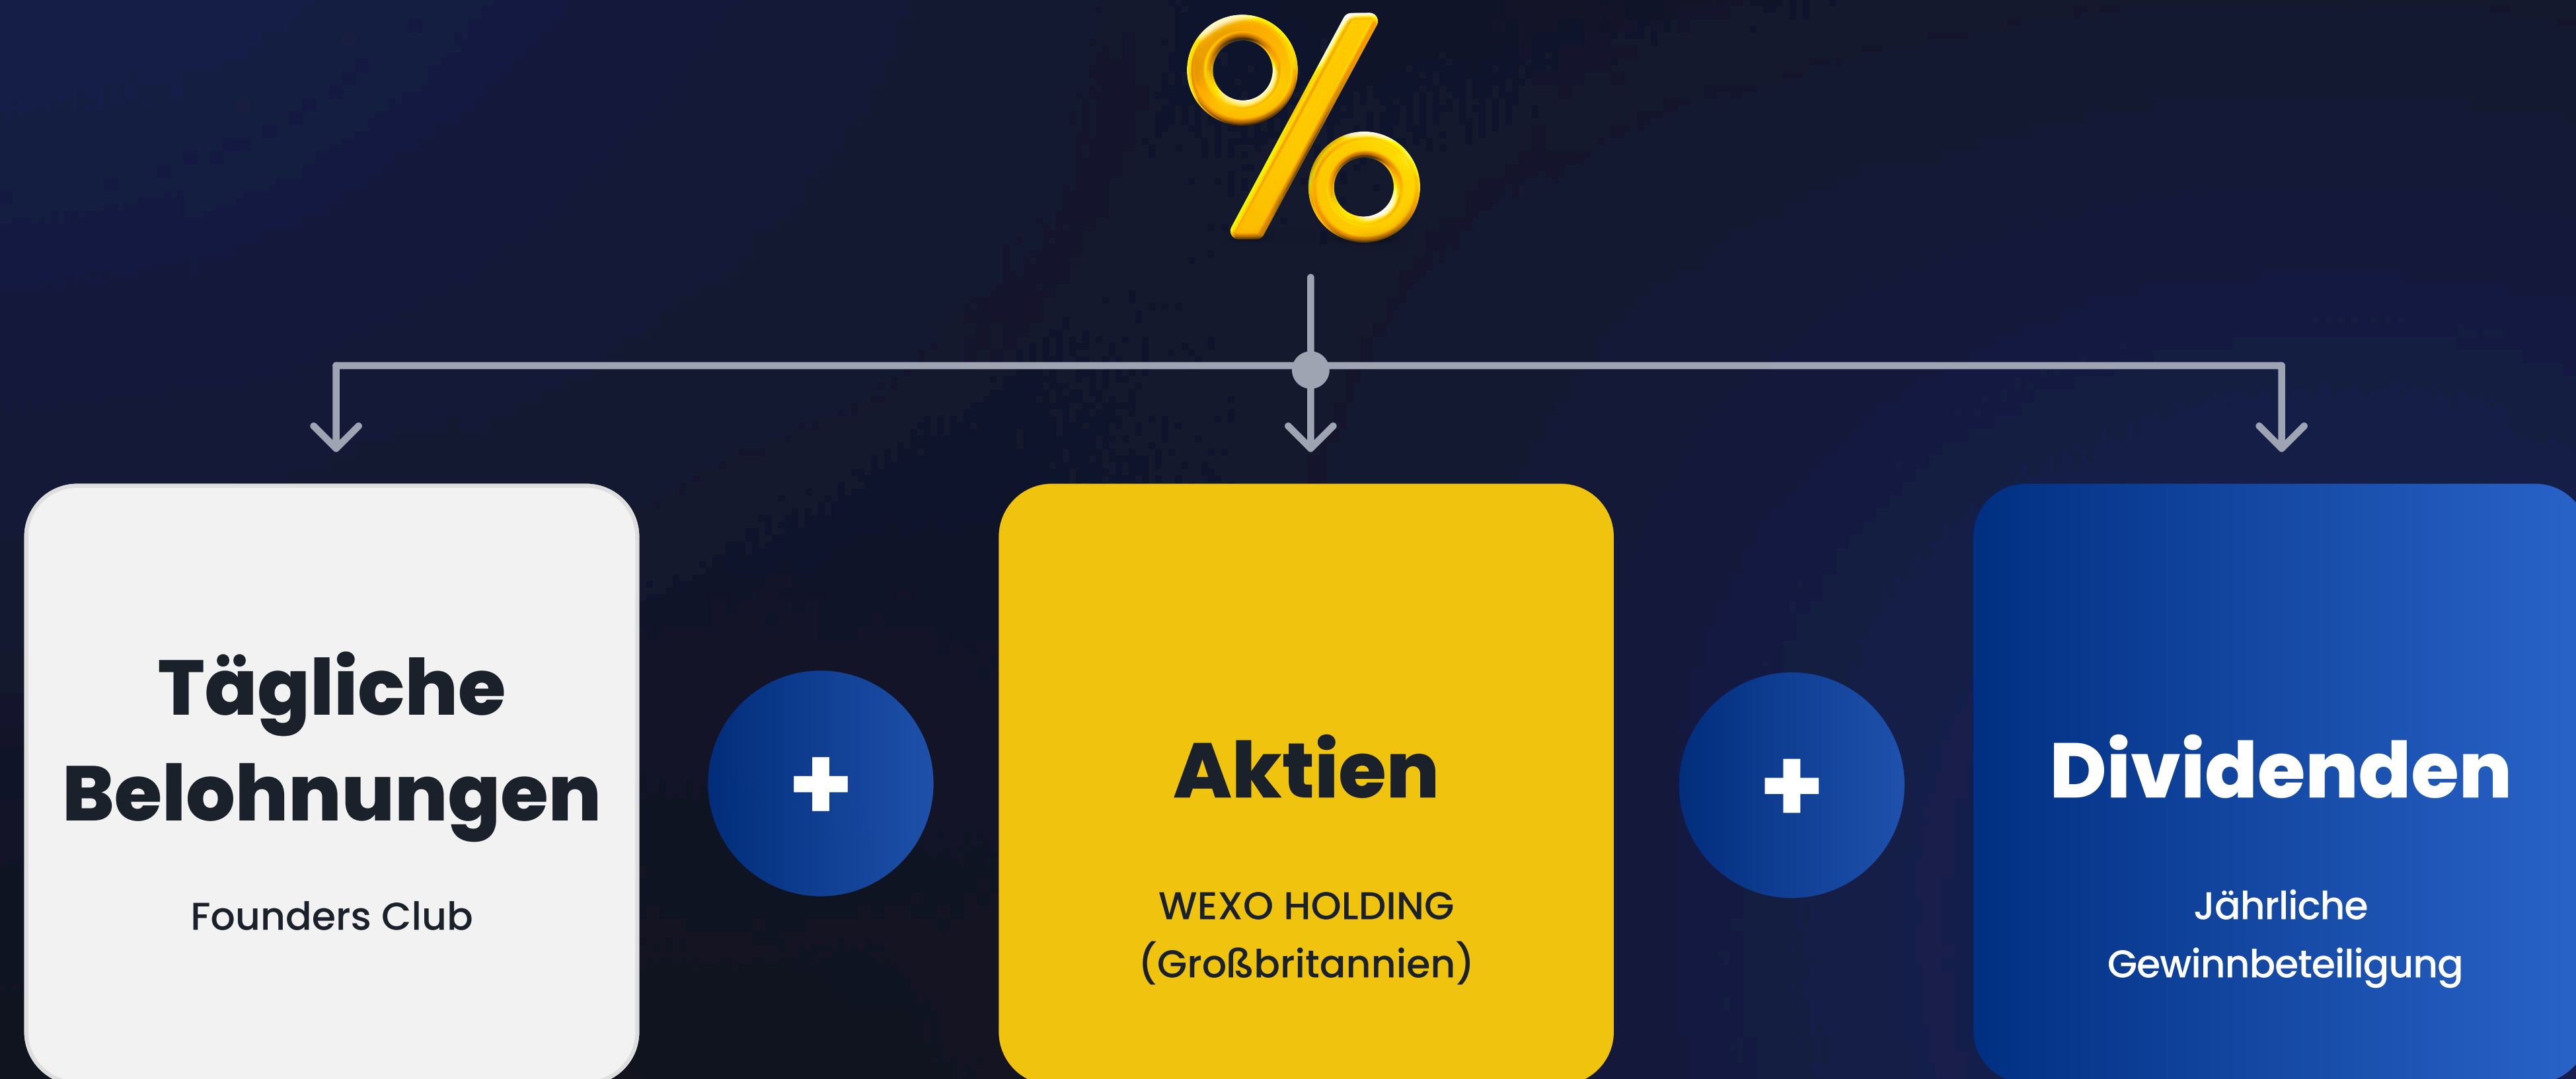 %
Tägliche
Belohnungen
Founders Club
+
Aktien
WEXO HOLDING
(Großbritannien)
+
Dividenden
Jährliche
Gewinnbeteiligung